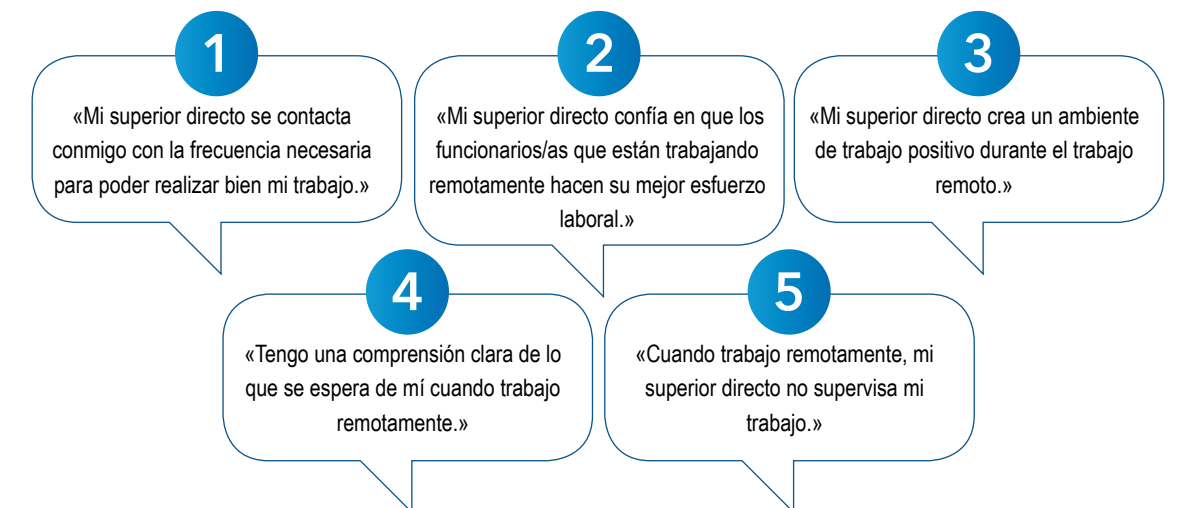 1
«Mi superior directo se contacta
conmigo con la frecuencia necesaria
para poder realizar bien mi trabajo.»
2
«Mi superior directo confía en que los
funcionarios/as que están trabajando
remotamente hacen su mejor esfuerzo
laboral.»
3
«Mi superior directo crea un ambiente
de trabajo positivo durante el trabajo
remoto.»
4
«Tengo una comprensión clara de lo
que se espera de mí cuando trabajo
remotamente.»
5
«Cuando trabajo remotamente, mi
superior directo no supervisa mi
trabajo.»